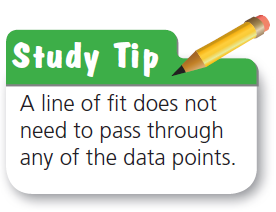 Study Tip
A line of fit does not
need to pass through
any of the data points.